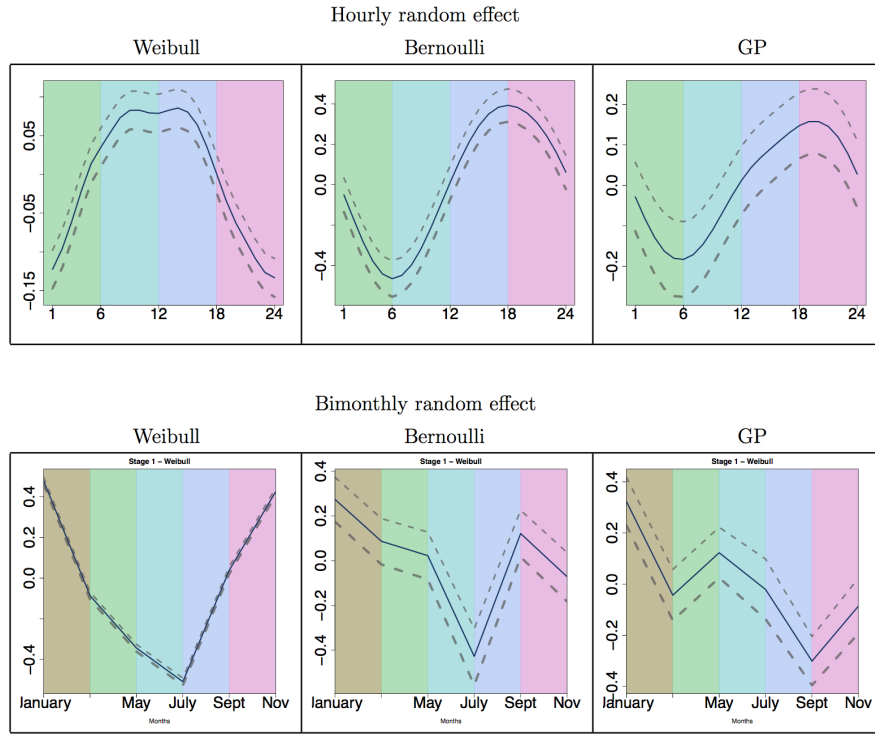 Hourly random effect
Weibull Bernoulli GP
0.05
-0.05
-0.15
1 6 12 18 24
0.4
0.2
0.0
-0.4
1 6 12 18 24
0.2
0.1
0.0
-0.2
1 6 12 18 24
Bimonthly random effect
Weibull Bernoulli GP
Stage 1 – Weibull
0.4
0.2
0.0
-0.4
January May July Sept Nov
Months
Stage 1 – Weibull
0.4
0.2
0.0
-0.2
-0.4
January May July Sept Nov
Months
Stage 1 – Weibull
0.4
0.2
0.0
-0.2
-0.4
May July Sept Nov
Months